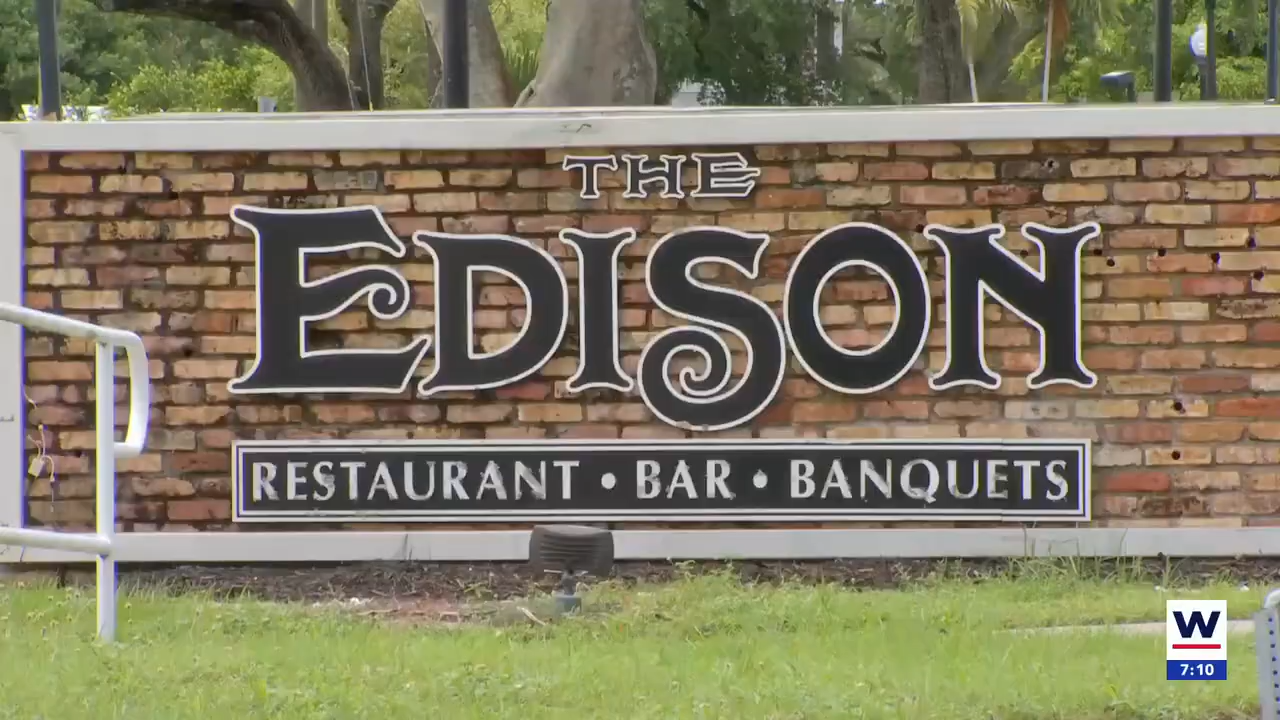 THE
EDISON
RESTAURANT • BAR • BANQUETS
W
7:10